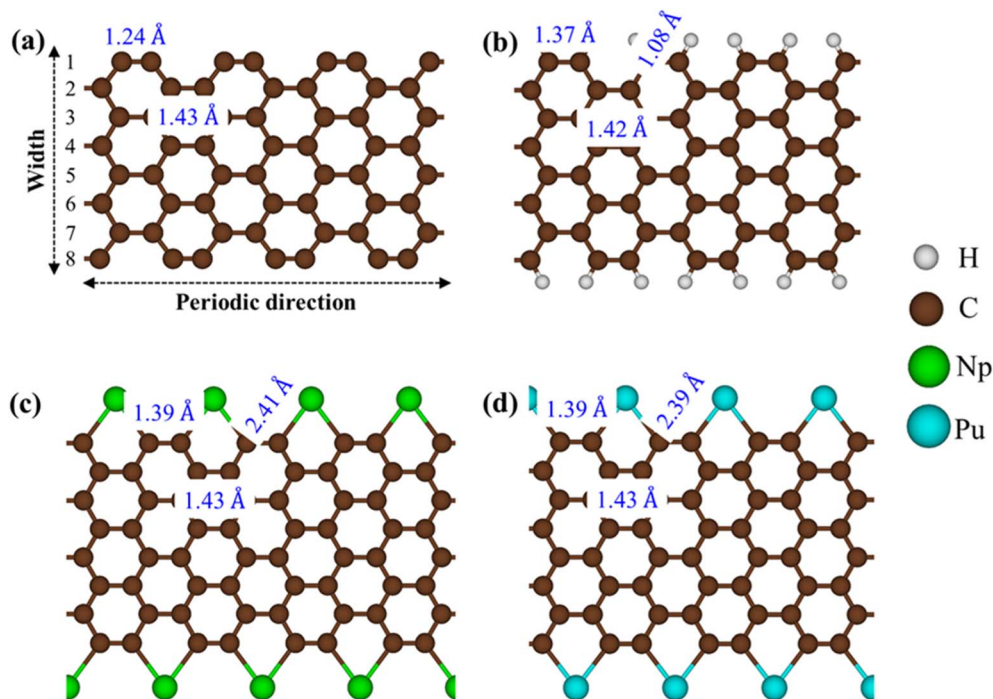 (a)
1.24 Å
1
2
3
4
5
6
7
8
Width
1.43 Å
Periodic direction
(b)
1.37 Å
1.08 Å
1.42 Å
H
C
Np
Pu
(c)
1.39 Å
2.41 Å
1.43 Å
(d)
1.39 Å
2.39 Å
1.43 Å